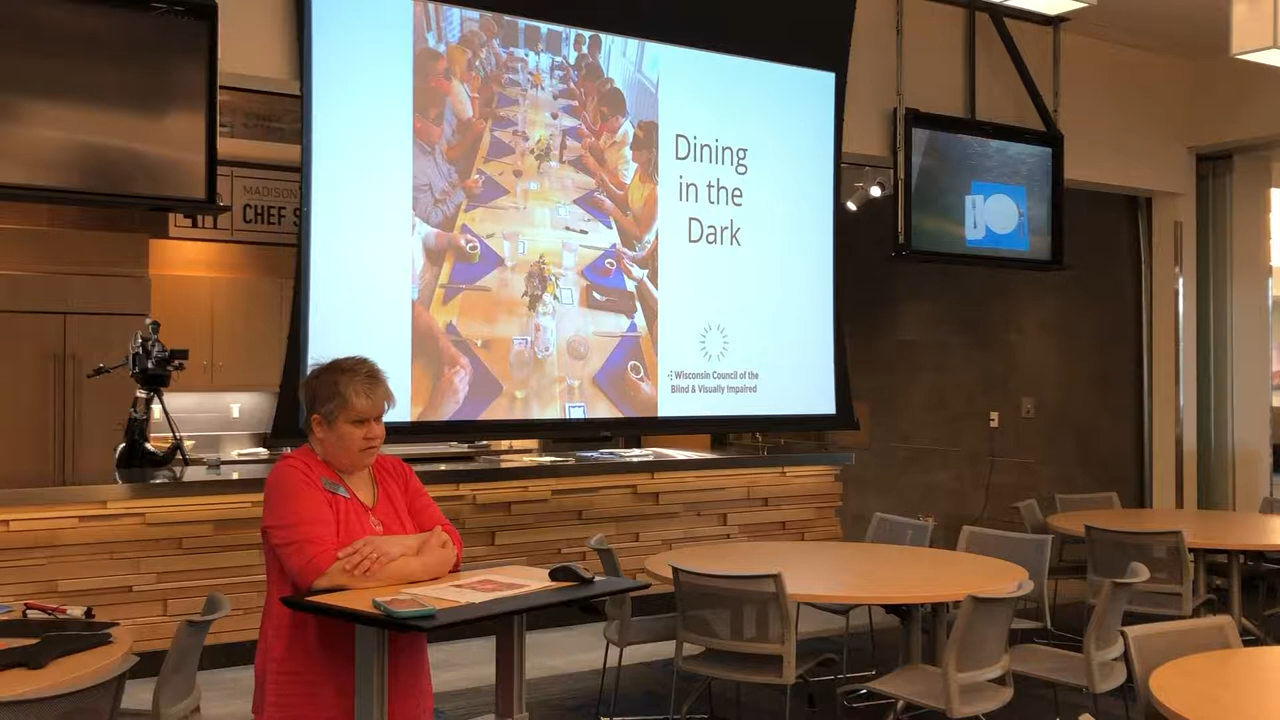 MADISON
CHEF S
Dining
in the
Dark
Wisconsin Council of the
Blind & Visually Impaired